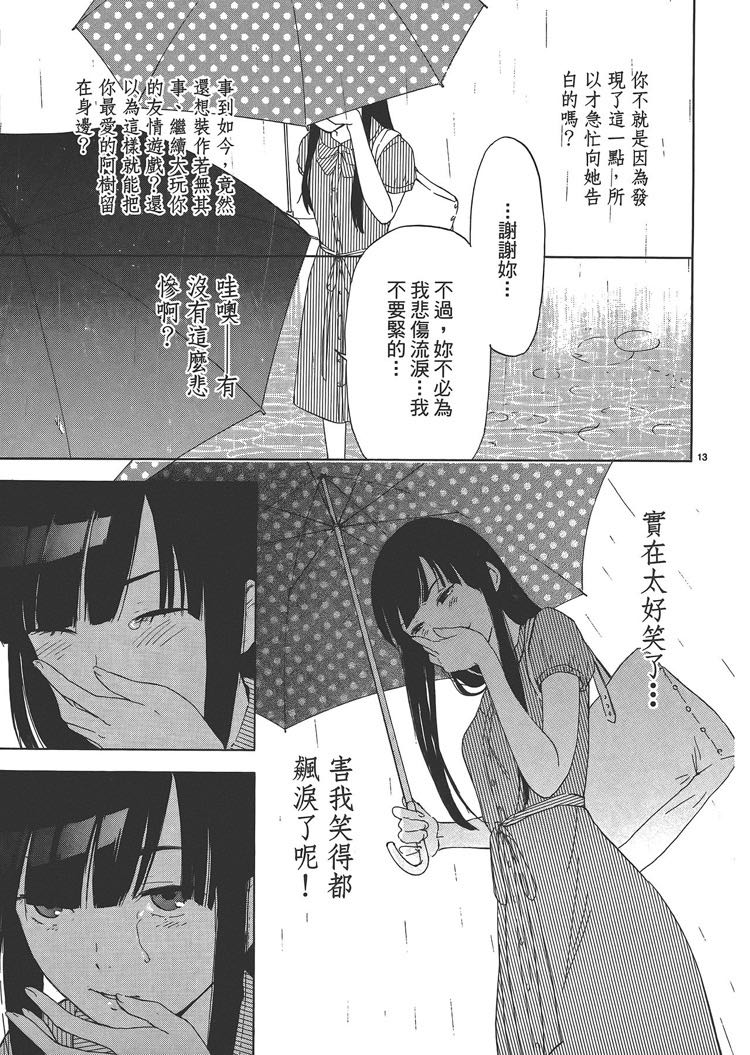 你不就是因為發
現了這一點，所
以才急忙向她告
白的嗎？
…謝謝妳…
不過，妳不必為
我悲傷流淚…我
不要緊的…
事到如今，竟然
還想裝作若無其
事、繼續大玩你
的友情遊戲？還
以為這樣就能把
你最愛的阿樹留
在身邊？
哇噢——有
沒有這麼悲
慘啊？
13
實在太好笑了…
害我笑得都
飆淚了呢！